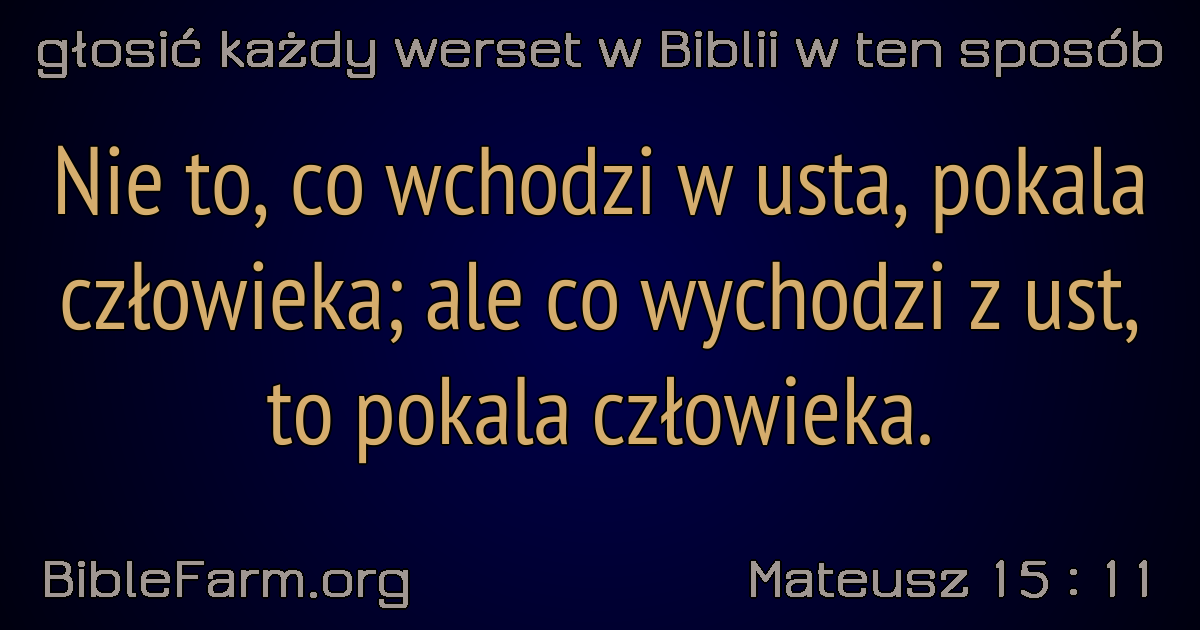 głosić każdy werset w Biblii w ten sposób
Nie to, co wchodzi w usta, pokala
człowieka; ale co wychodzi z ust,
to pokala człowieka.
BibleFarm.org
Mateusz 15 : 11